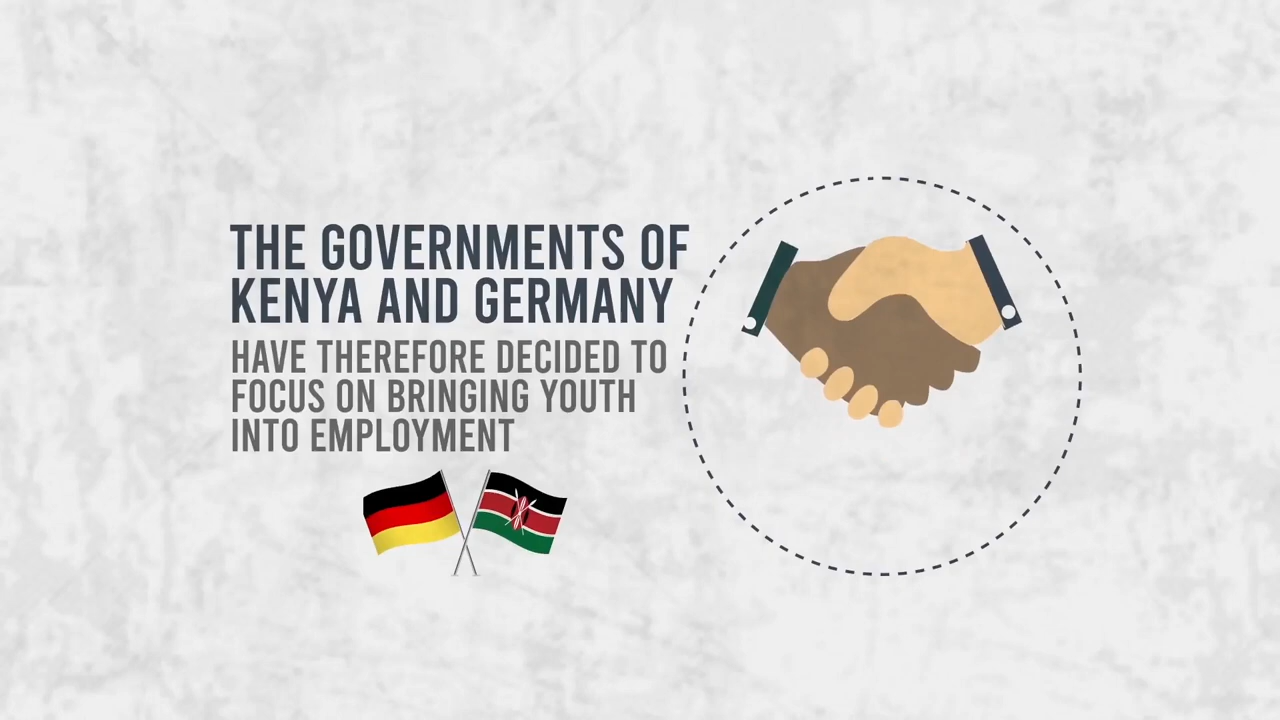 THE GOVERNMENTS OF
KENYA AND GERMANY
HAVE THEREFORE DECIDED TO
FOCUS ON BRINGING YOUTH
INTO EMPLOYMENT